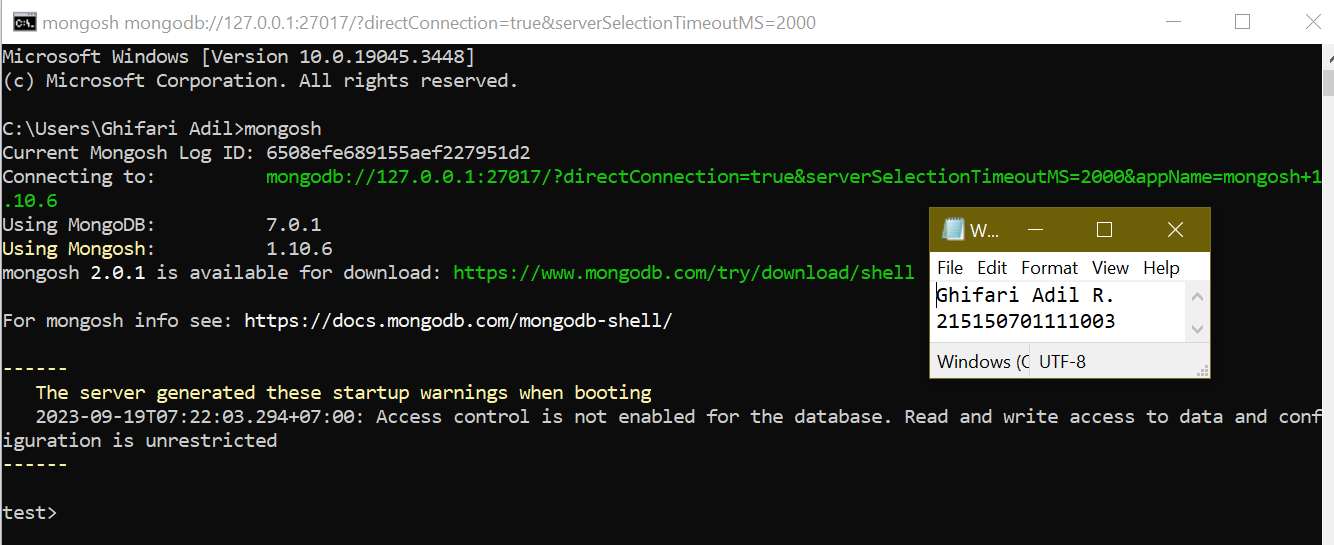 mongosh mongodb://127.0.0.1:27017/?directConnection=true&serverSelectionTimeoutMS=2000
Microsoft Windows [Version 10.0.19045.3448]
(c) Microsoft Corporation. All rights reserved.
C:\Users\Ghifari Adil>mongosh
Current Mongosh Log ID: 6508efe689155aef227951d2
Connecting to:          mongodb://127.0.0.1:27017/?directConnection=true&serverSelectionTimeoutMS=2000&appName=mongosh+1
.10.6
Using MongoDB:          7.0.1
Using Mongosh:          1.10.6
mongosh 2.0.1 is available for download: https://www.mongodb.com/try/download/shell
For mongosh info see: https://docs.mongodb.com/mongodb-shell/
------
   The server generated these startup warnings when booting
   2023-09-19T07:22:03.294+07:00: Access control is not enabled for the database. Read and write access to data and conf
iguration is unrestricted
------
test>
W...
File Edit Format View Help
Ghifari Adil R.
215150701111003
Windows (C UTF-8